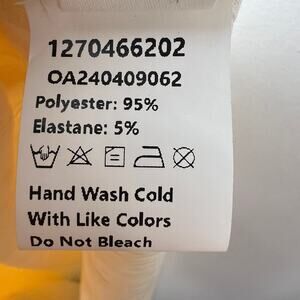 1270466202
OA240409062
Polyester: 95%
Elastane: 5%
Hand Wash Cold
With Like Colors
Do Not Bleach